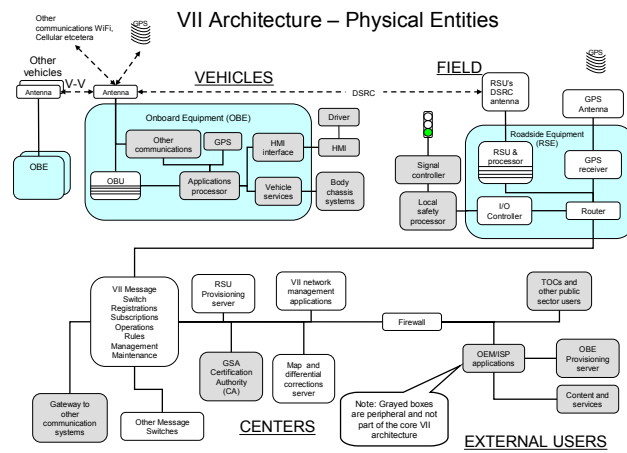 VII Architecture – Physical Entities
Other
communications WiFi,
Cellular etcetera
GPS
GPS
Other
vehicles
V-V
VEHICLES
FIELD
DSRC
Antenna
Antenna
RSU's
DSRC
antenna
GPS
Antenna
OBE
Onboard Equipment (OBE)
Other
communications
GPS
HMI
interface
Driver
HMI
OBU
Applications
processor
Vehicle
services
Body
chassis
systems
Signal
controller
Local
safety
processor
Roadside Equipment
(RSE)
RSU &
processor
GPS
receiver
I/O
Controller
Router
VII Message
Switch
Registrations
Subscriptions
Operations
Rules
Management
Maintenance
RSU
Provisioning
server
VII network
management
applications
Firewall
TOCs and
other public
sector users
GSA
Certification
Authority
(CA)
Map and
differential
corrections
server
OEM/ISP
applications
OBE
Provisioning
server
Content and
services
Gateway to
other
communication
systems
Other Message
Switches
CENTERS
Note: Grayed boxes
are peripheral and not
part of the core VII
architecture
EXTERNAL USERS